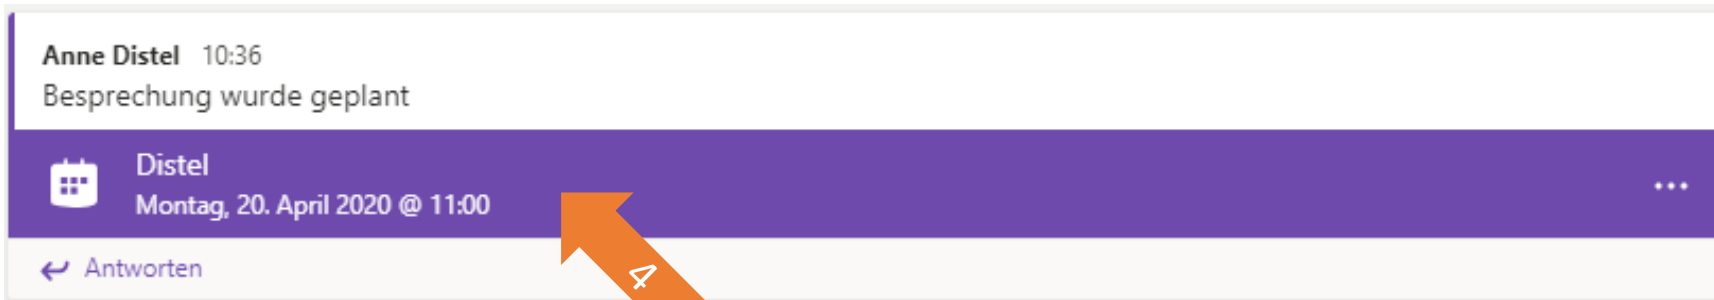 Anne Distel 10:36
Besprechung wurde geplant
Distel
Montag, 20. April 2020 @ 11:00
4
Antworten